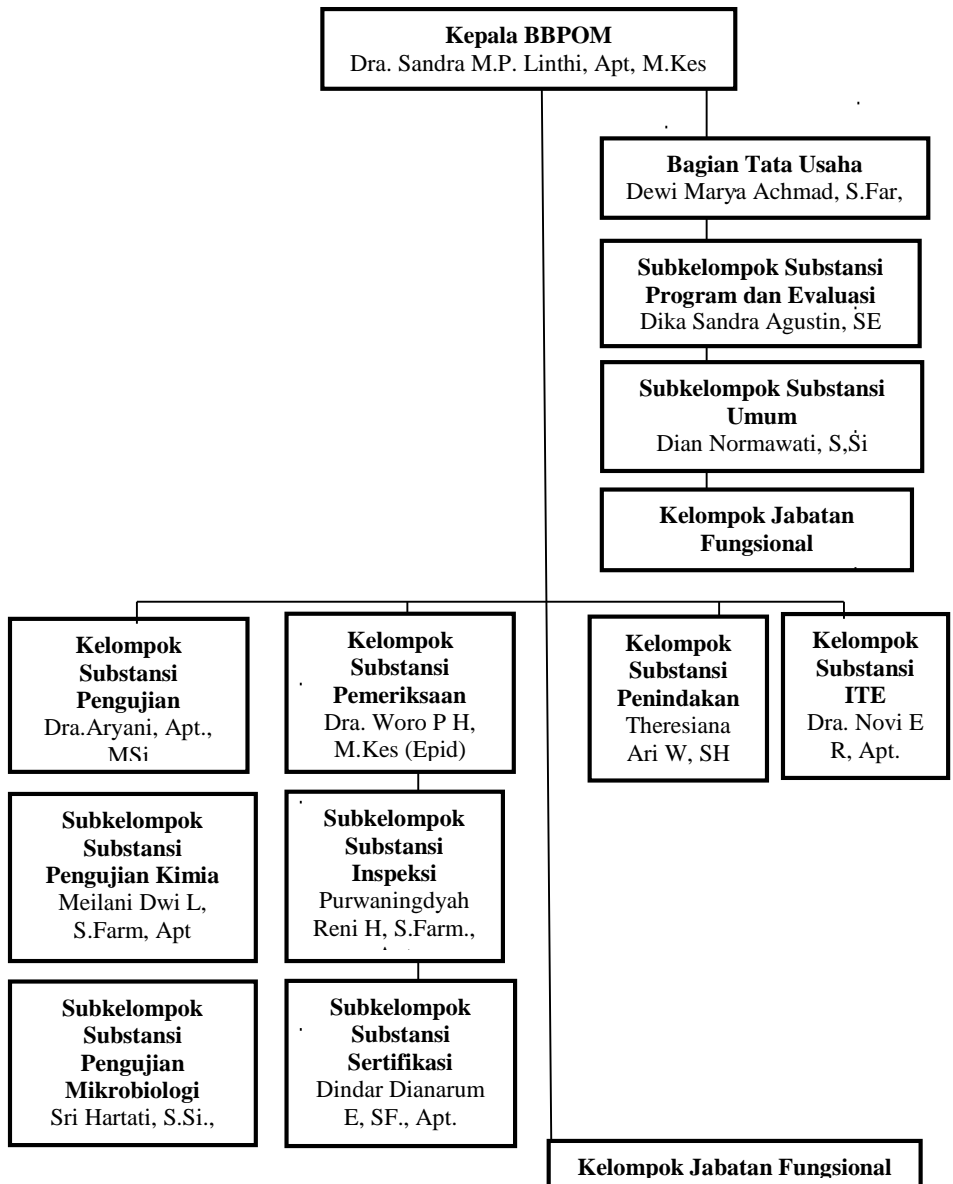 Kepala BBPOM
Dra. Sandra M.P. Linthi, Apt, M.Kes
Bagian Tata Usaha
Dewi Marya Achmad, S.Far,
Subkelompok Substansi
Program dan Evaluasi
Dika Sandra Agustin, SE
Subkelompok Substansi
Umum
Dian Normawati, S,Si
Kelompok Jabatan
Fungsional
Kelompok
Substansi
Pengujian
Dra.Aryani, Apt.,
MSi
Kelompok
Substansi
Pemeriksaan
Dra. Woro P H,
M.Kes (Epid)
Kelompok
Substansi
Penindakan
Theresiana
Ari W, SH
Kelompok
Substansi
ITE
Dra. Novi E
R, Apt.
Subkelompok
Substansi
Pengujian Kimia
Meilani Dwi L,
S.Farm, Apt
Subkelompok
Substansi
Inspeksi
Purwaningdyah
Reni H, S.Farm.,
Subkelompok
Substansi
Pengujian
Mikrobiologi
Sri Hartati, S.Si.,
Subkelompok
Substansi
Sertifikasi
Dindar Dianarum
E, SF., Apt.
Kelompok Jabatan Fungsional